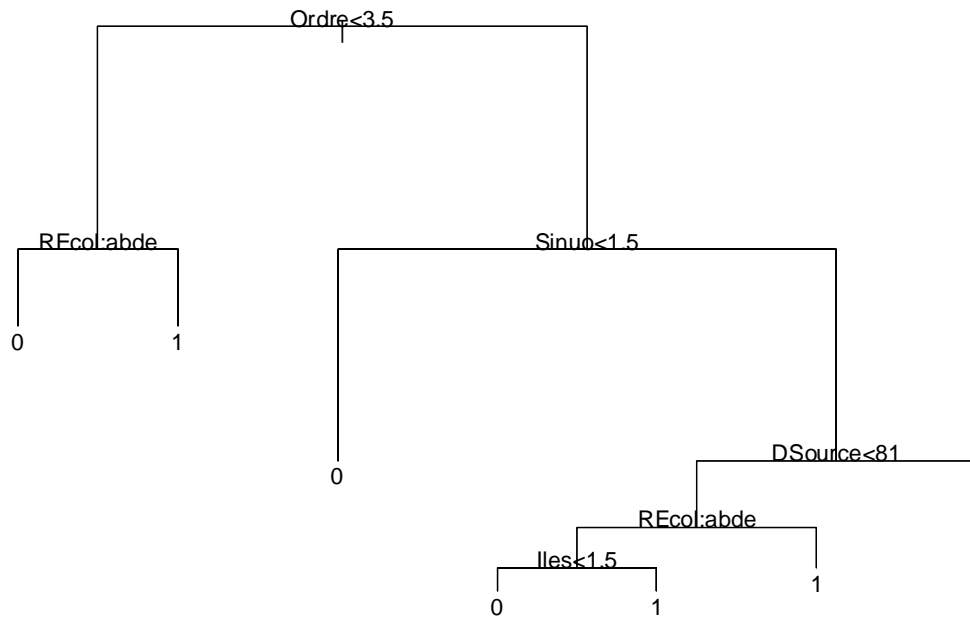 Ordre<3.5
REcol:abde
Sinuo<1.5
0
1
0
DSource<81
REcol:abde
Iles<1.5
1
0
1